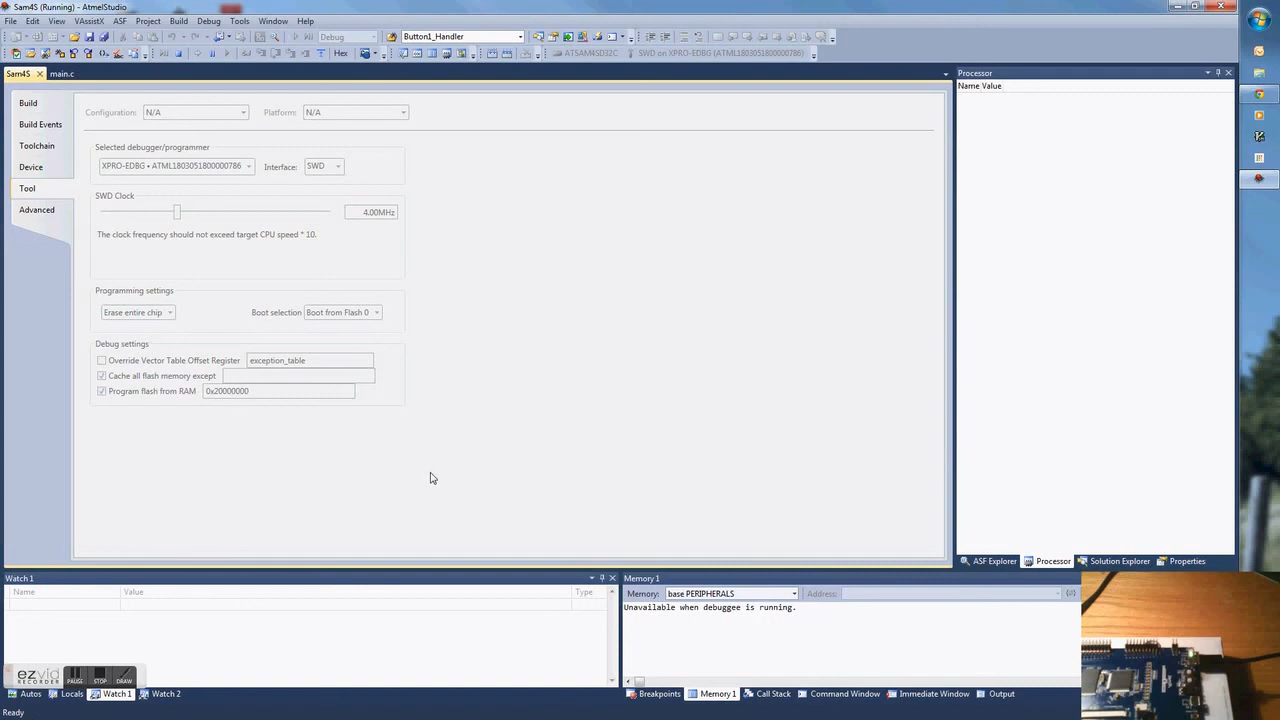 Sam4S (Running) - AtmelStudio
File Edit View VAssistX ASF Project Build Debug Tools Window Help
Debug Button1_Handler
Hex ATSAM4SD32C SWD on XPRO-EDBG (ATML1803051800000786)
Sam4S main.c
Processor
Name Value
Build
Build Events
Toolchain
Device
Tool
Advanced
Configuration: N/A Platform: N/A
Selected debugger/programmer
XPRO-EDBG • ATML1803051800000786 Interface: SWD
SWD Clock
4.00MHz
The clock frequency should not exceed target CPU speed * 10.
Programming settings
Erase entire chip Boot selection Boot from Flash 0
Debug settings
Override Vector Table Offset Register exception_table
Cache all flash memory except
Program flash from RAM 0x20000000
ASF Explorer Processor Solution Explorer Properties
Watch 1
Name Value Type
Memory 1
Memory: base PERIPHERALS Address:
Unavailable when debuggee is running.
ezvid
RECORDER
PAUSE STOP DRAW
Autos Locals Watch 1 Watch 2
Breakpoints Memory 1 Call Stack Command Window Immediate Window Output
Ready